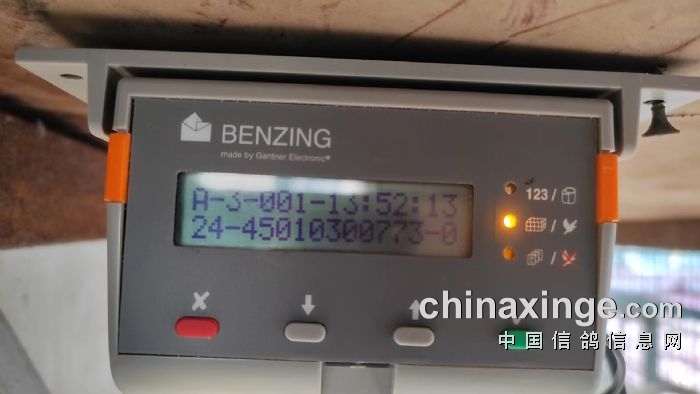 BENZING
made by Gantner Electronic®
A-3-001-13:52:13
24-45010300773-0
123 /
/
/
chinaxinge.com
中国信鸽信息网